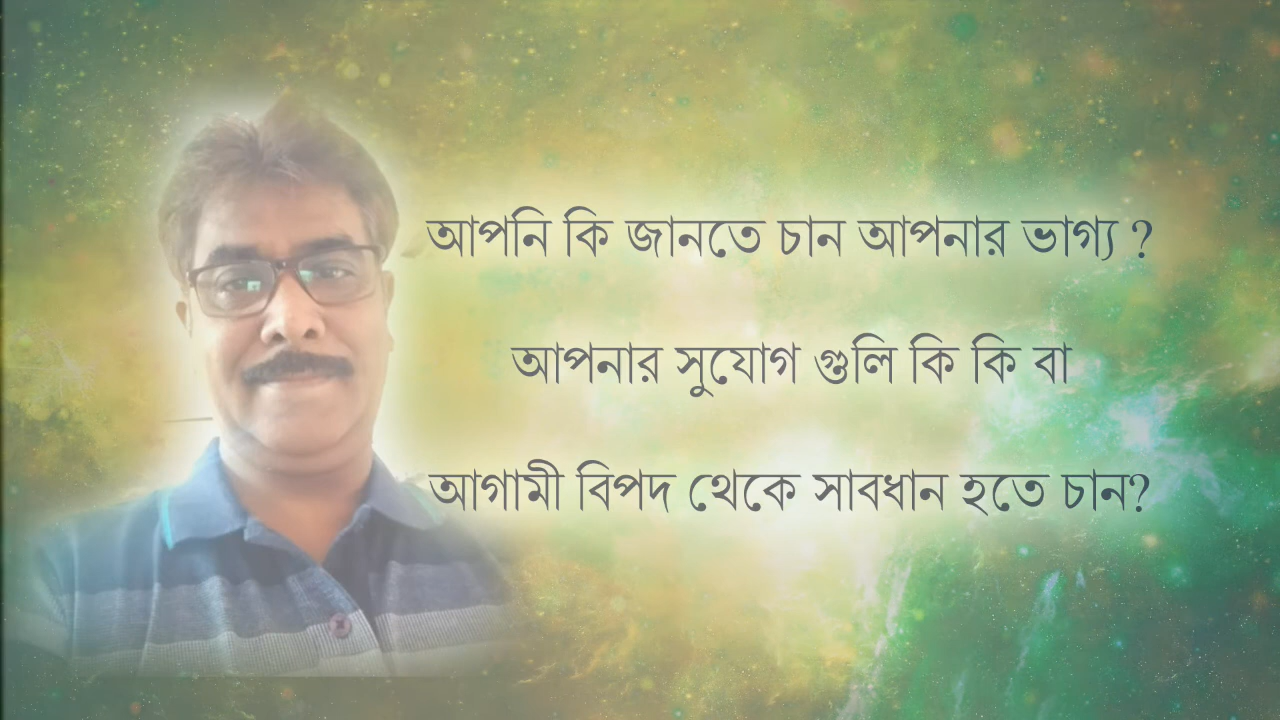 আপনি কি জানতে চান আপনার ভাগ্য ?
আপনার সুযোগ গুলি কি কি বা
আগামী বিপদ থেকে সাবধান হতে চান?